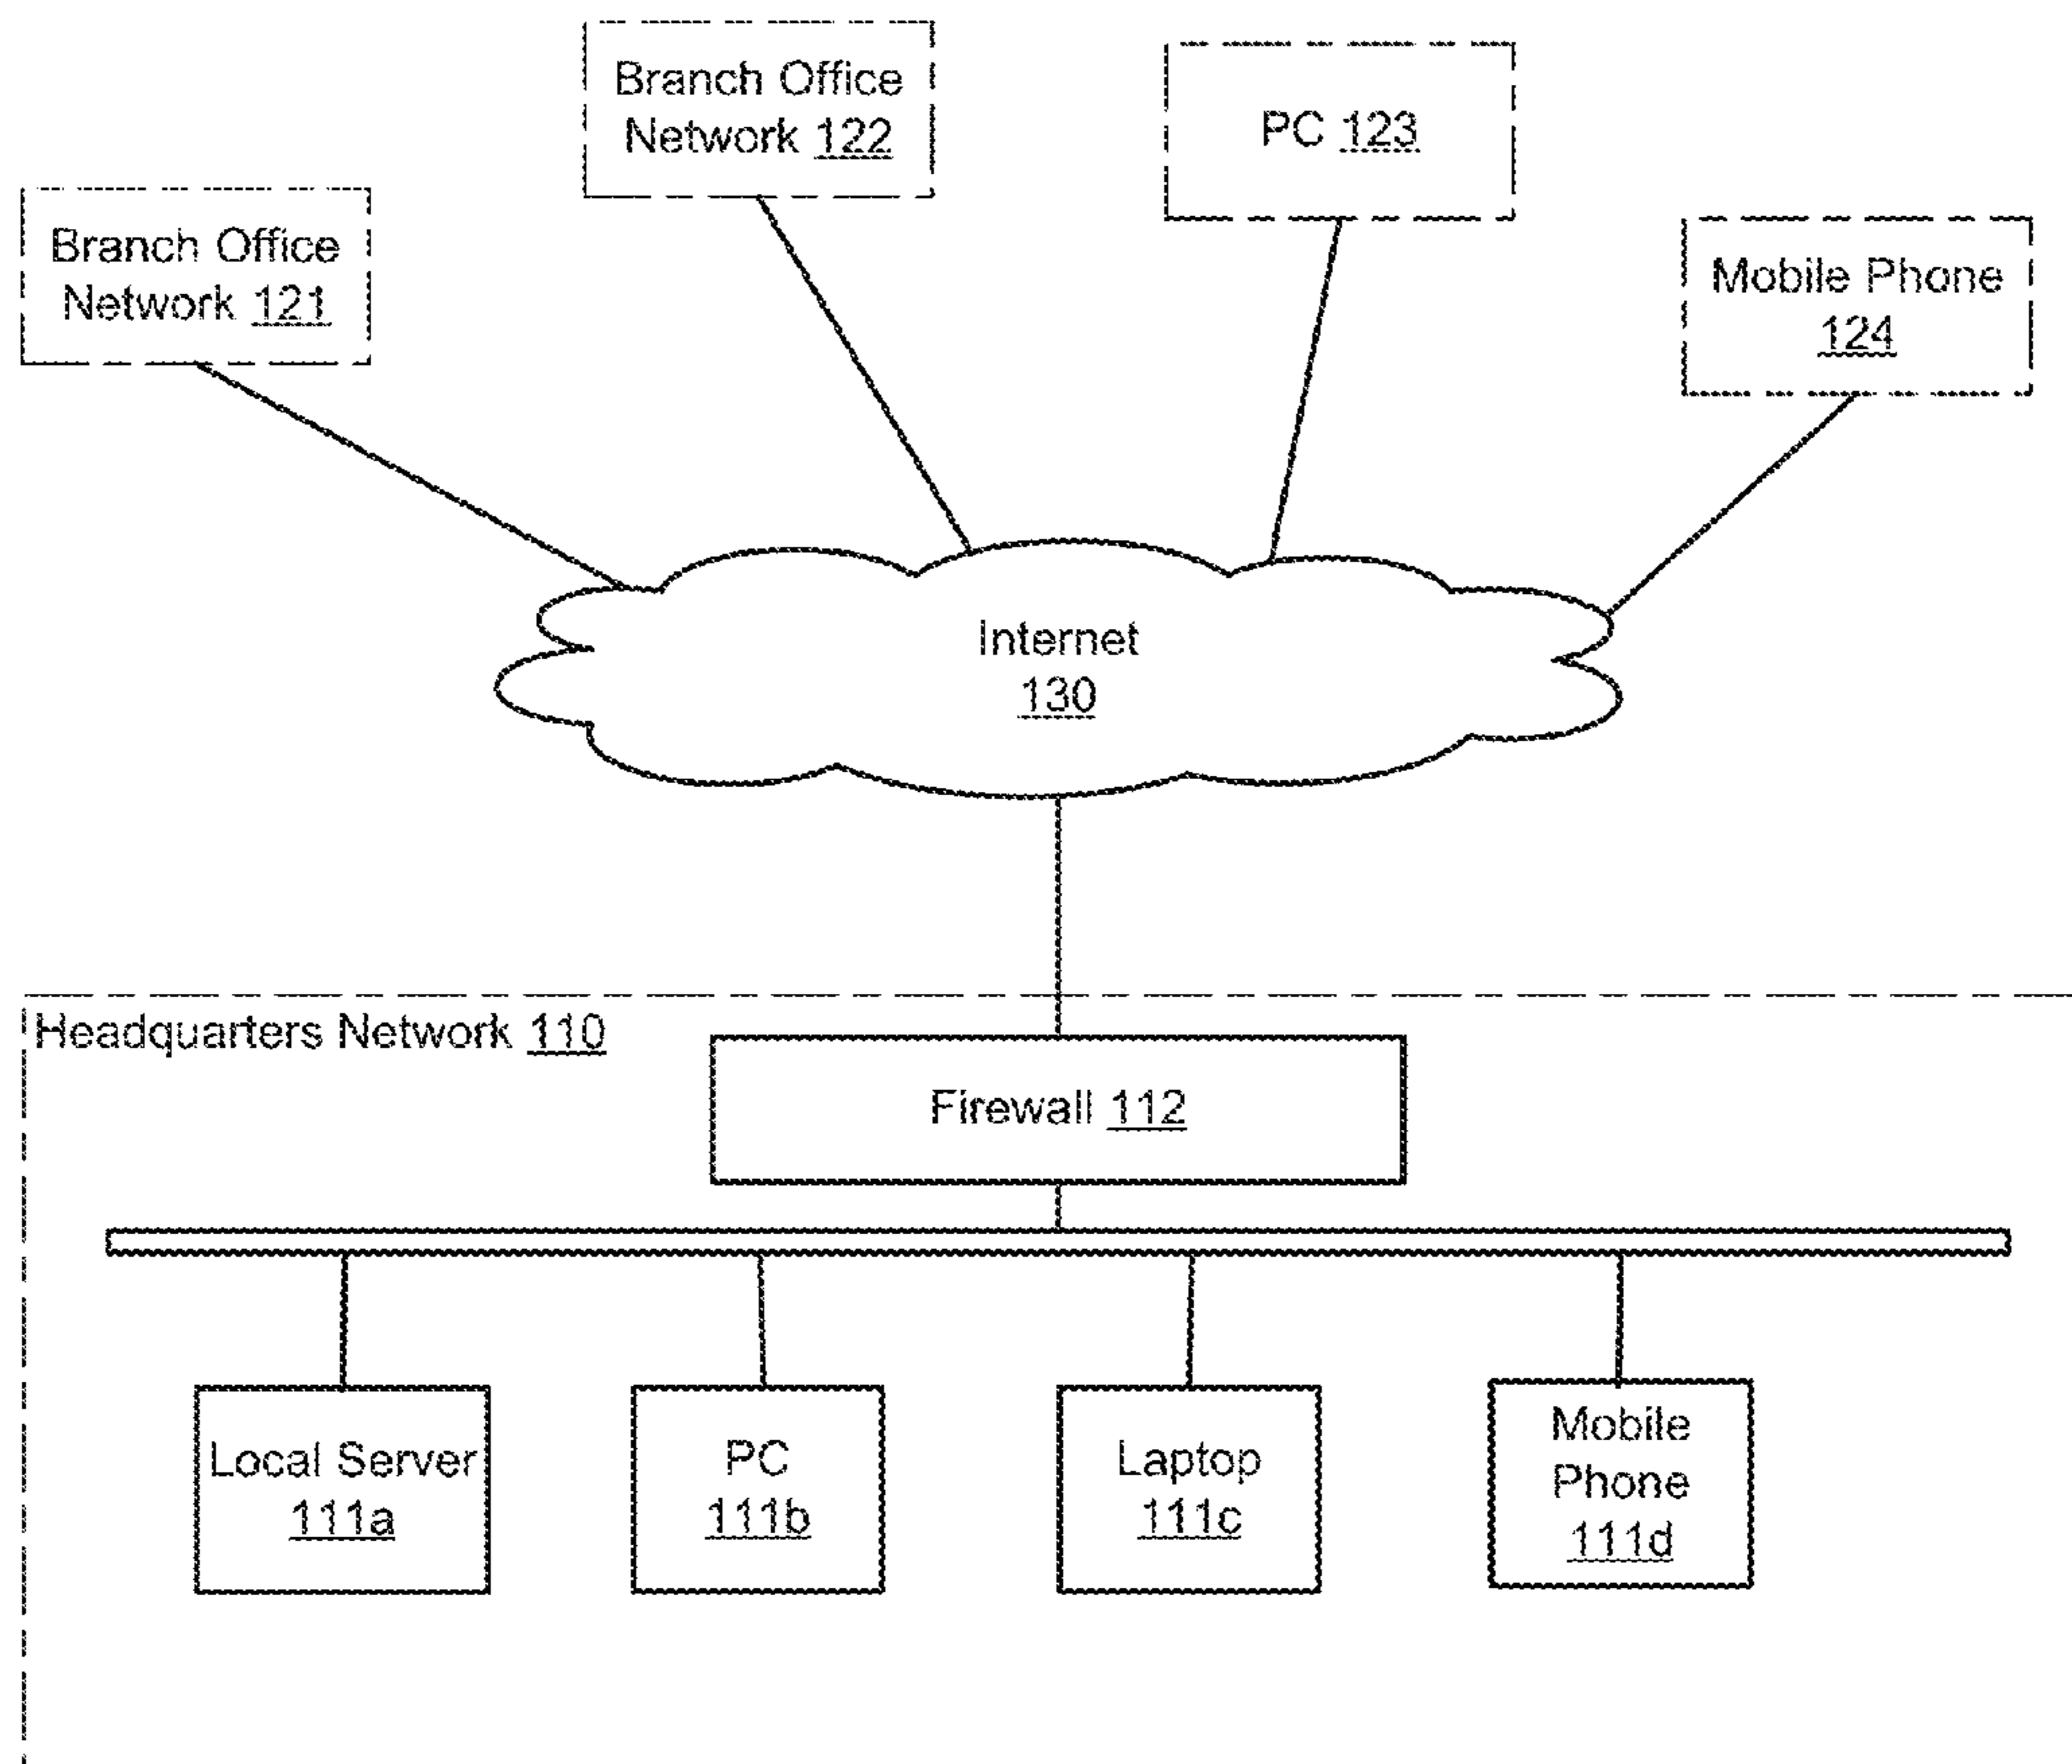 Branch Office
Network 122
PC 123
Branch Office
Network 121
Mobile Phone
124
Internet
130
Headquarters Network 110
Firewall 112
Local Server
111a
PC
111b
Laptop
111c
Mobile
Phone
111d